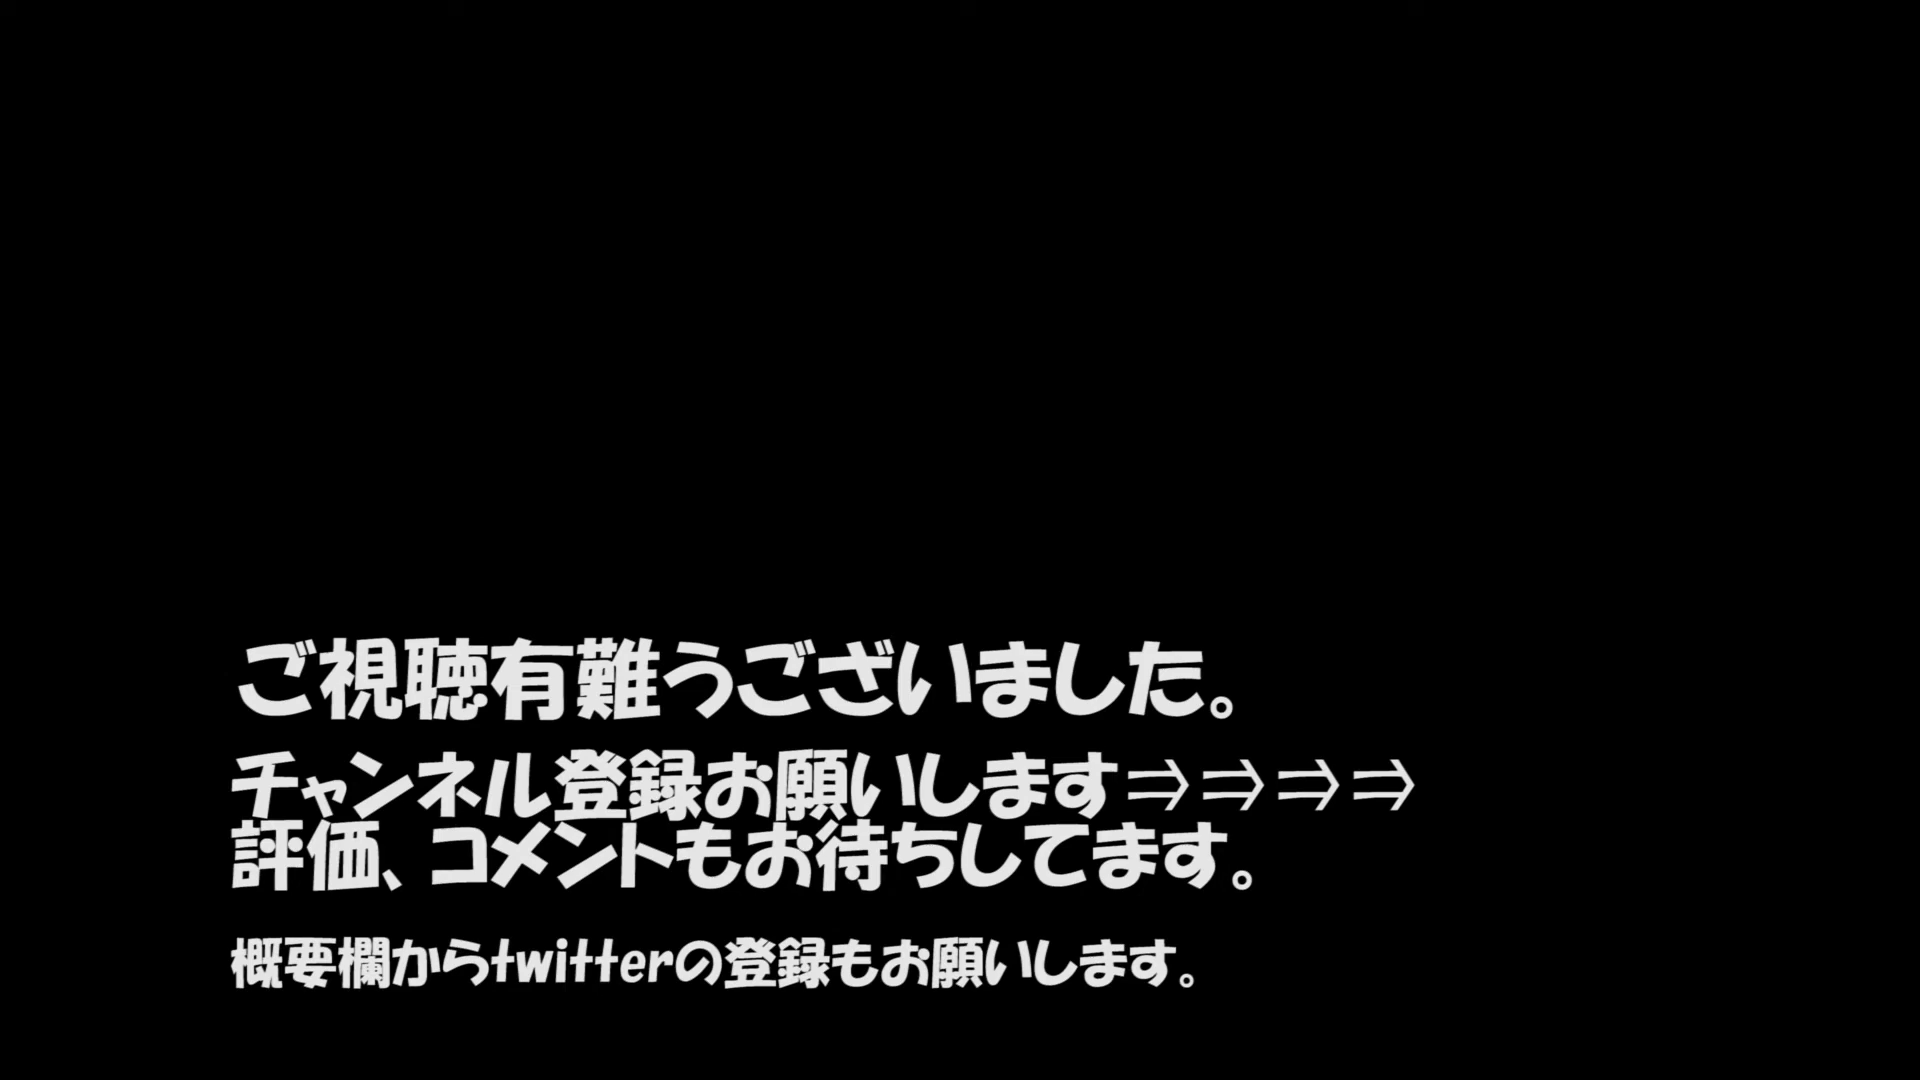 ご視聴有難うございました。
チャンネル登録お願いします⇒⇒⇒⇒
評価、コメントもお待ちしてます。
概要欄からtwitterの登録もお願いします。